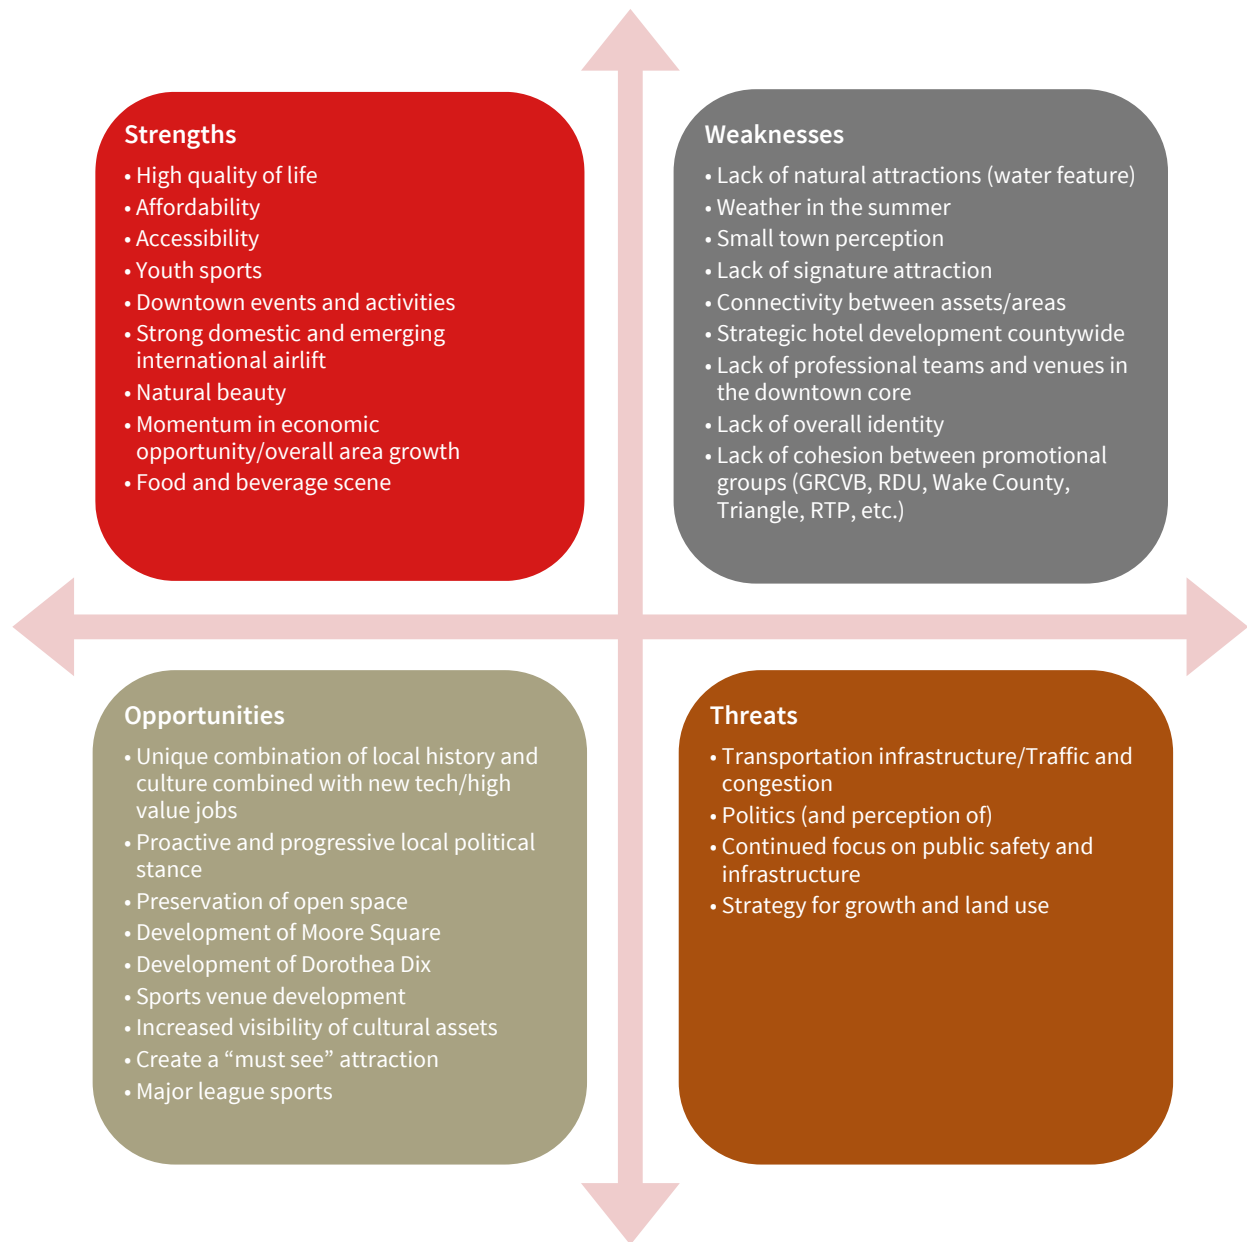 Strengths
• High quality of life
• Affordability
• Accessibility
• Youth sports
• Downtown events and activities
• Strong domestic and emerging
international airlift
• Natural beauty
• Momentum in economic
opportunity/overall area growth
• Food and beverage scene
Weaknesses
• Lack of natural attractions (water feature)
• Weather in the summer
• Small town perception
• Lack of signature attraction
• Connectivity between assets/areas
• Strategic hotel development countywide
• Lack of professional teams and venues in
the downtown core
• Lack of overall identity
• Lack of cohesion between promotional
groups (GRCVB, RDU, Wake County,
Triangle, RTP, etc.)
Opportunities
• Unique combination of local history and
culture combined with new tech/high
value jobs
• Proactive and progressive local political
stance
• Preservation of open space
• Development of Moore Square
• Development of Dorothea Dix
• Sports venue development
• Increased visibility of cultural assets
• Create a “must see” attraction
• Major league sports
Threats
• Transportation infrastructure/Traffic and
congestion
• Politics (and perception of)
• Continued focus on public safety and
infrastructure
• Strategy for growth and land use